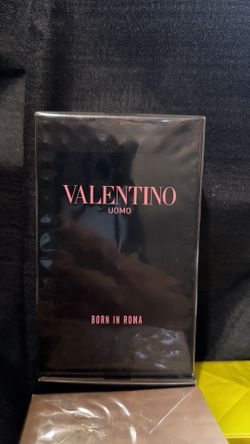 VALENTINO
UOMO
BORN IN ROMA